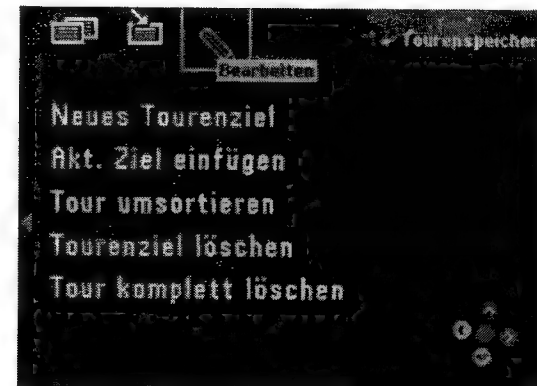 Tourenspeicher
Bearbeiten
Neues Tourenziel
Akt. Ziel einfügen
Tour umsortieren
Tourenziel löschen
Tour komplett löschen